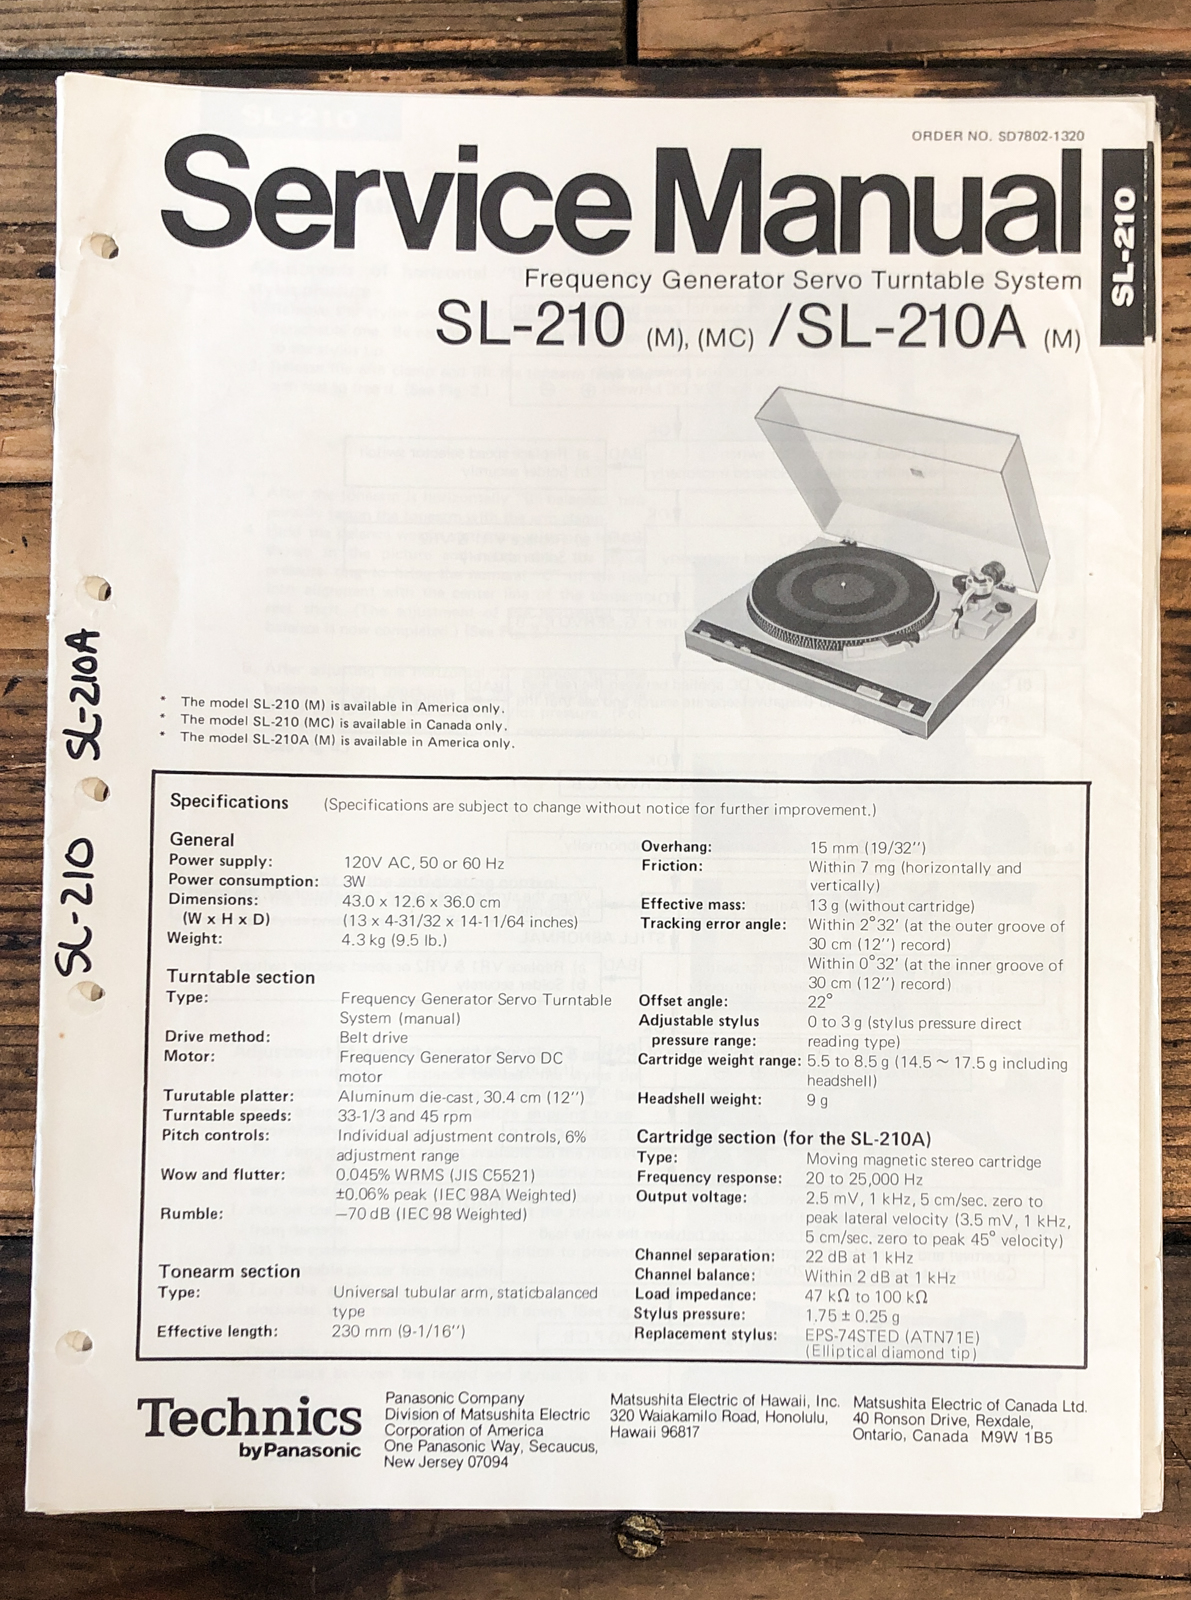 ORDER NO. SD7802-1320
Service Manual
SL-210
Frequency Generator Servo Turntable System
SL-210 (M), (MC) /SL-210A (M)
* The model SL-210 (M) is available in America only.
* The model SL-210 (MC) is available in Canada only.
* The model SL-210A (M) is available in America only.
SL-210 SL-210A
Specifications (Specifications are subject to change without notice for further improvement.)
General
Power supply: 120V AC, 50 or 60 Hz
Power consumption: 3W
Dimensions: 43.0 x 12.6 x 36.0 cm
(W x H x D) (13 x 4-31/32 x 14-11/64 inches)
Weight: 4.3 kg (9.5 lb.)
Turntable section
Type: Frequency Generator Servo Turntable
System (manual)
Drive method: Belt drive
Motor: Frequency Generator Servo DC
motor
Turutable platter: Aluminum die-cast, 30.4 cm (12")
Turntable speeds: 33-1/3 and 45 rpm
Pitch controls: Individual adjustment controls, 6%
adjustment range
Wow and flutter: 0.045% WRMS (JIS C5521)
±0.06% peak (IEC 98A Weighted)
Rumble: −70 dB (IEC 98 Weighted)
Tonearm section
Type: Universal tubular arm, staticbalanced
type
Effective length: 230 mm (9-1/16")
Overhang: 15 mm (19/32")
Friction: Within 7 mg (horizontally and
vertically)
Effective mass: 13 g (without cartridge)
Tracking error angle: Within 2°32' (at the outer groove of
30 cm (12") record)
Within 0°32' (at the inner groove of
30 cm (12") record)
Offset angle: 22°
Adjustable stylus 0 to 3 g (stylus pressure direct
pressure range: reading type)
Cartridge weight range: 5.5 to 8.5 g (14.5 ~ 17.5 g including
headshell)
Headshell weight: 9 g
Cartridge section (for the SL-210A)
Type: Moving magnetic stereo cartridge
Frequency response: 20 to 25,000 Hz
Output voltage: 2.5 mV, 1 kHz, 5 cm/sec. zero to
peak lateral velocity (3.5 mV, 1 kHz,
5 cm/sec. zero to peak 45° velocity)
Channel separation: 22 dB at 1 kHz
Channel balance: Within 2 dB at 1 kHz
Load impedance: 47 kΩ to 100 kΩ
Stylus pressure: 1.75 ± 0.25 g
Replacement stylus: EPS-74STED (ATN71E)
(Elliptical diamond tip)
Technics
by Panasonic
Panasonic Company
Division of Matsushita Electric
Corporation of America
One Panasonic Way, Secaucus,
New Jersey 07094
Matsushita Electric of Hawaii, Inc.
320 Waiakamilo Road, Honolulu,
Hawaii 96817
Matsushita Electric of Canada Ltd.
40 Ronson Drive, Rexdale,
Ontario, Canada M9W 1B5